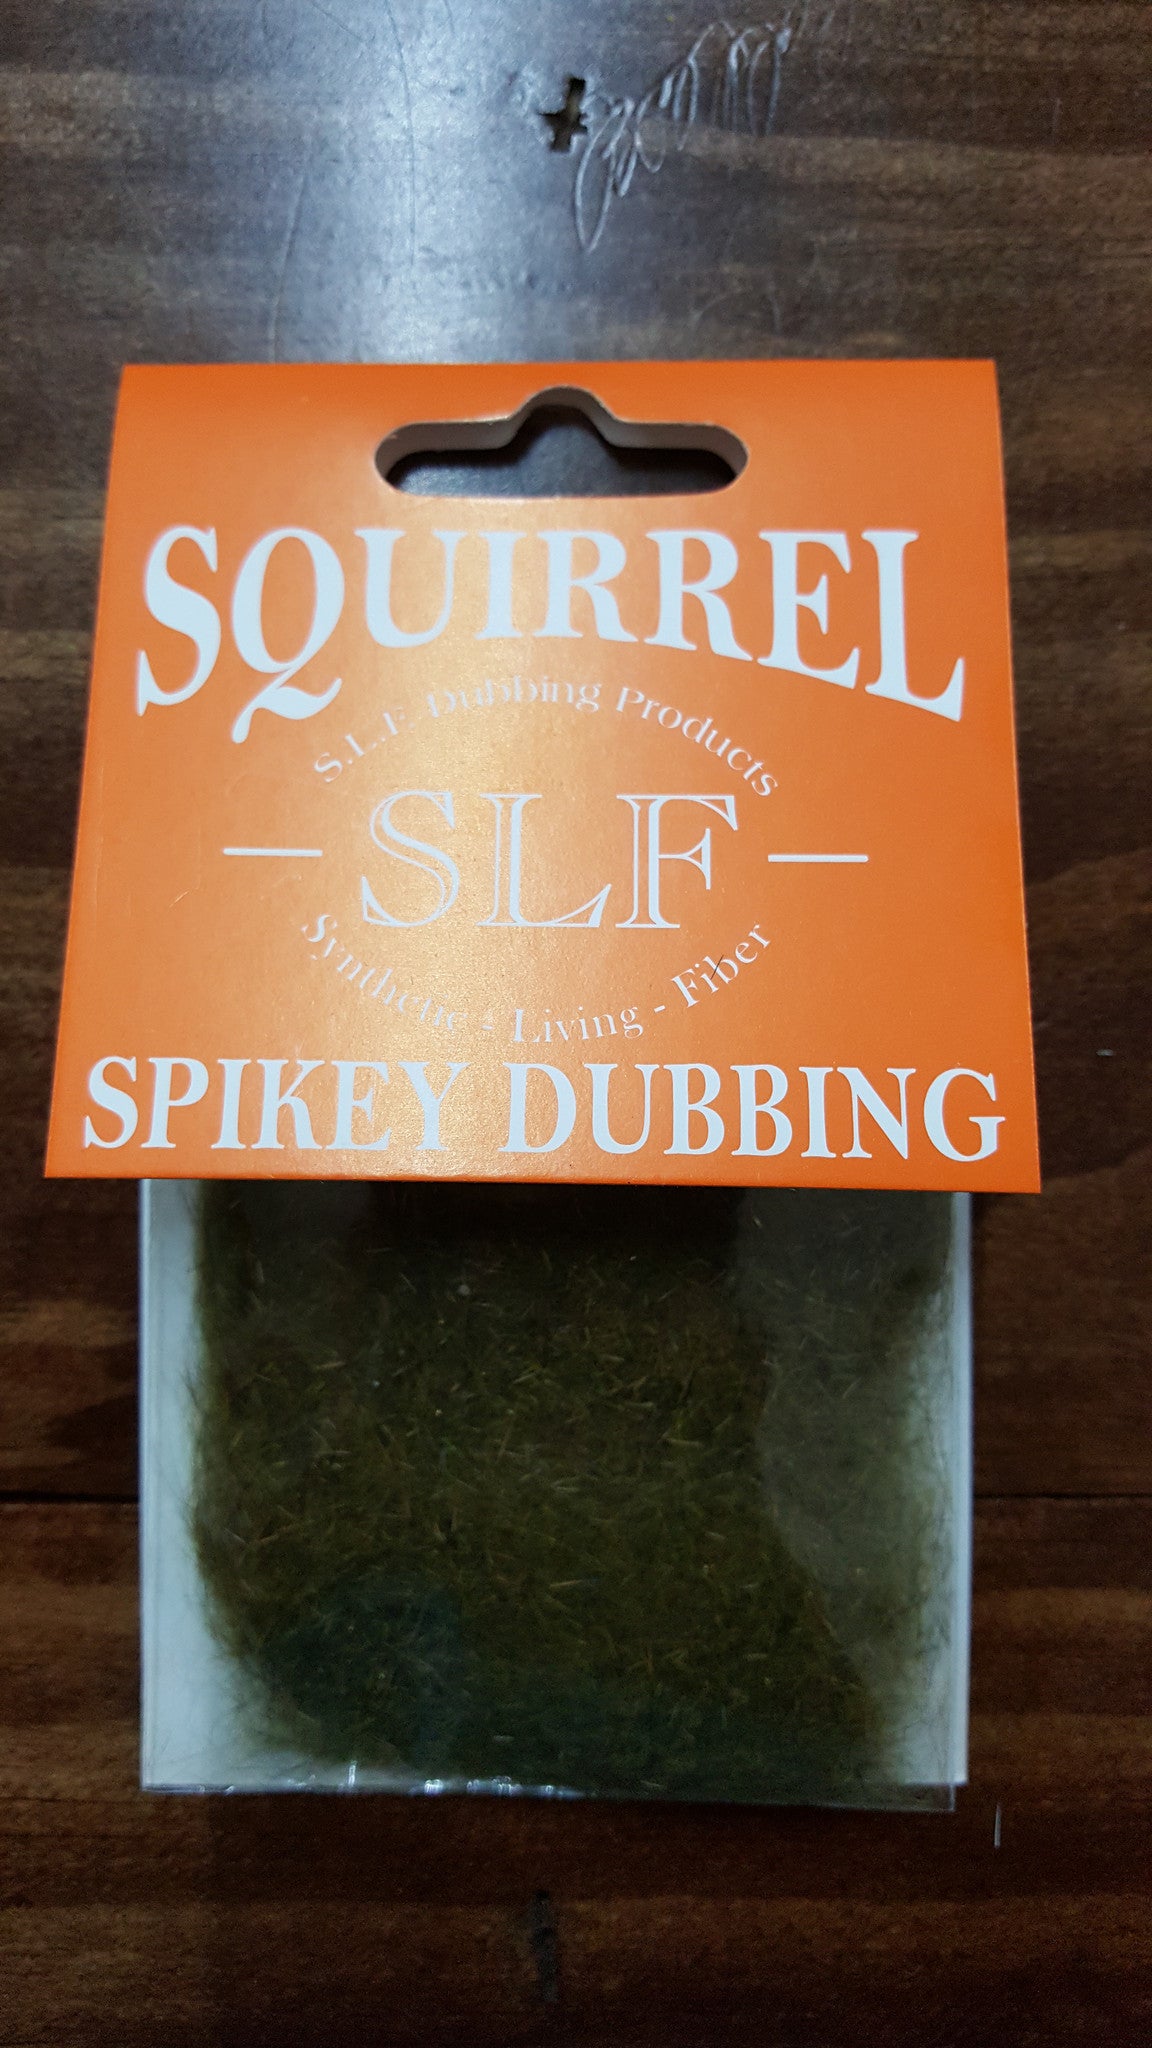 SQUIRREL
S.L.F. Dubbing Products
SLF
Synthetic - Living - Fiber
SPIKEY DUBBING